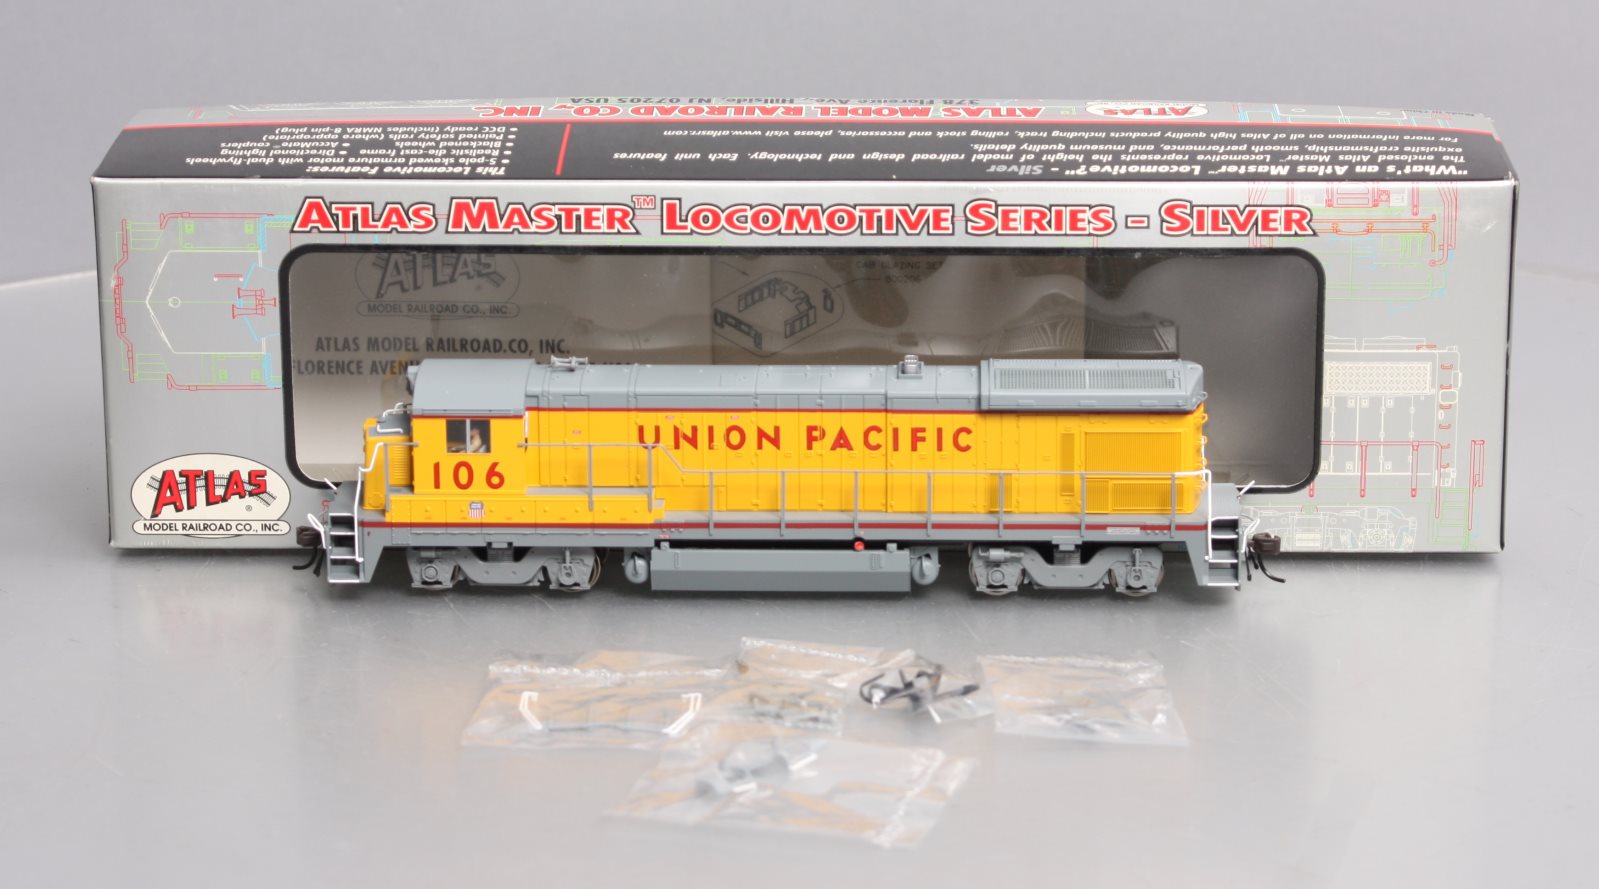 378 Florence Ave., Hillside, NJ 07205 USA
ATLAS MODEL RAILROAD CO., INC.
ATLAS
"What's an Atlas Master™ Locomotive?" - Silver
The enclosed Atlas Master™ Locomotive represents the height of model railroad design and technology. Each unit features
exquisite craftsmanship, smooth performance, and museum quality details.
For more information on all of Atlas high quality products including track, rolling stock and accessories, please visit www.atlasrr.com
This Locomotive Features:
• 5-pole skewed armature motor with dual-flywheels
• Realistic die-cast frame • Directional lighting
• Blackened wheels • AccuMate™ couplers
• Painted safety rails (where appropriate)
• DCC ready (includes NMRA 8-pin plug)
ATLAS MASTER™ LOCOMOTIVE SERIES - SILVER
ATLAS
MODEL RAILROAD CO., INC.
CAB GLAZING SET
800206
ATLAS MODEL RAILROAD.CO, INC.
FLORENCE AVEN
UNION PACIFIC
106
ATLAS
®
MODEL RAILROAD CO., INC.